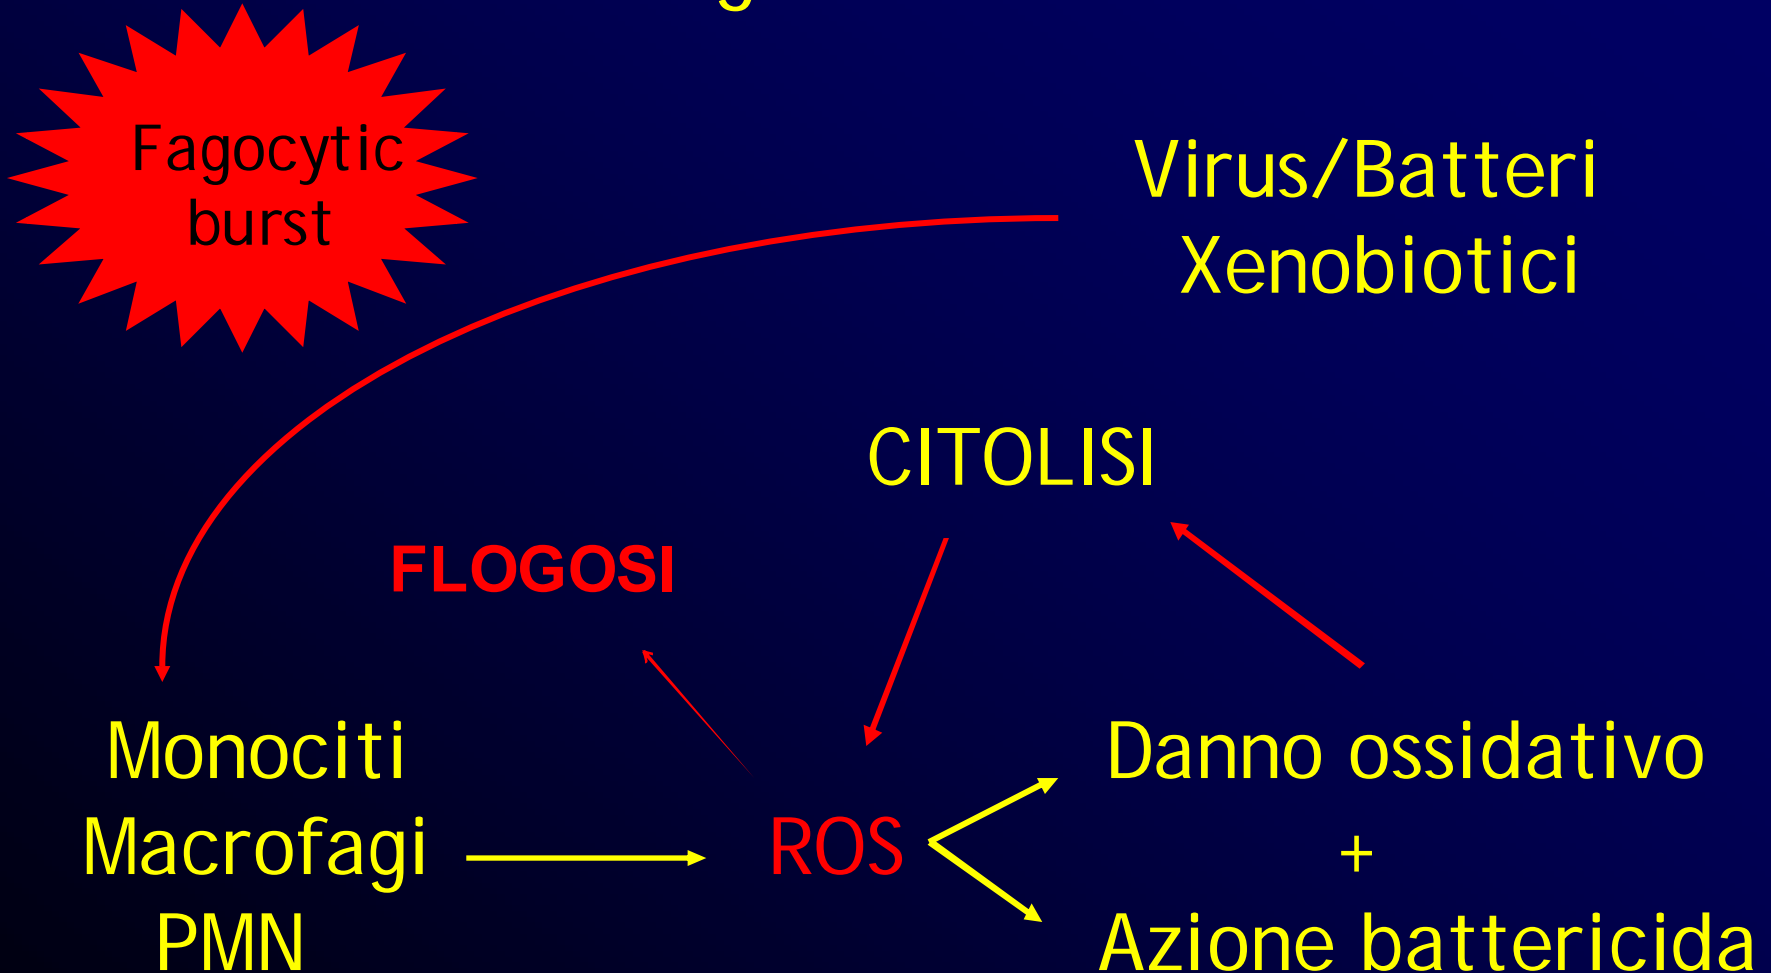 Fagocytic
burst
Virus/Batteri
Xenobiotici
CITOLISI
FLOGOSI
Monociti
Macrofagi
PMN
ROS
Danno ossidativo
+
Azione battericida